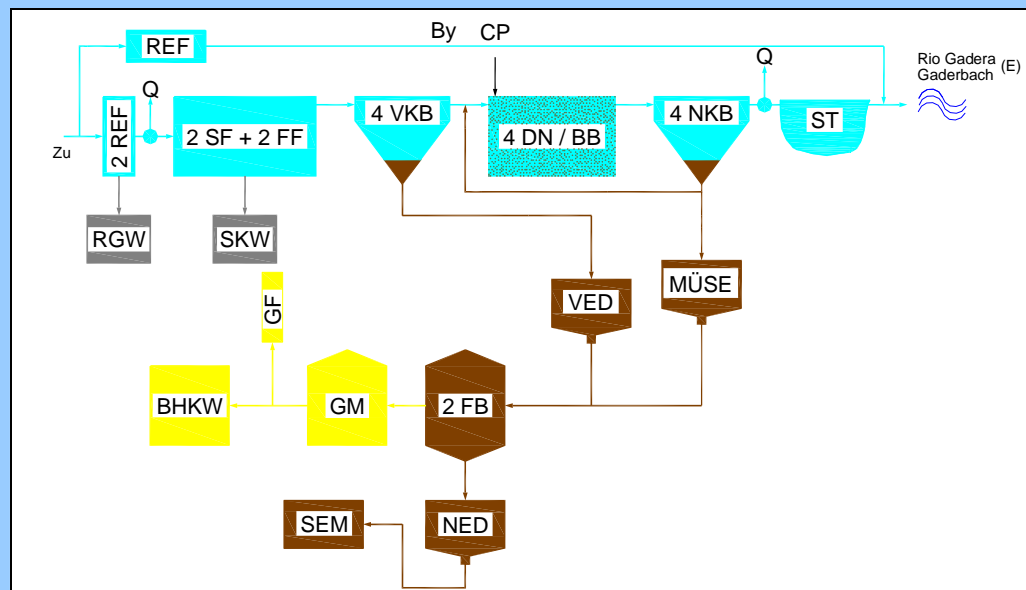 REF
By
CP
Q
Q
Rio Gadera
Gaderbach (E)
Zu
2 REF
2 SF + 2 FF
4 VKB
4 DN / BB
4 NKB
ST
RGW
SKW
GF
VED
MÜSE
BHKW
GM
2 FB
SEM
NED